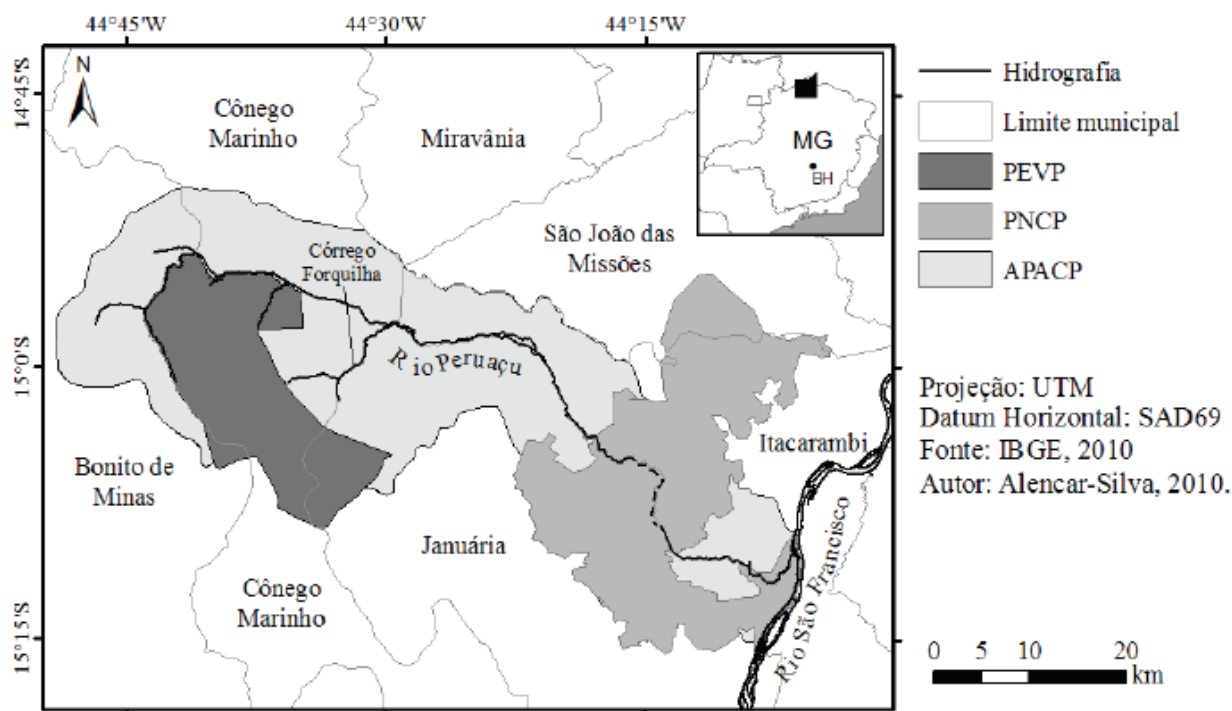 44°45'W 44°30'W 44°15'W
14°45'S
15°0'S
15°15'S
N
Cônego
Marinho
Miravânia
São João das
Missões
Córrego
Forquilha
Rio Peruaçu
Itacarambi
Bonito de
Minas
Januária
Cônego
Marinho
Rio São Francisco
MG
BH
Hidrografia
Limite municipal
PEVP
PNCP
APACP
Projeção: UTM
Datum Horizontal: SAD69
Fonte: IBGE, 2010
Autor: Alencar-Silva, 2010.
0 5 10 20
km